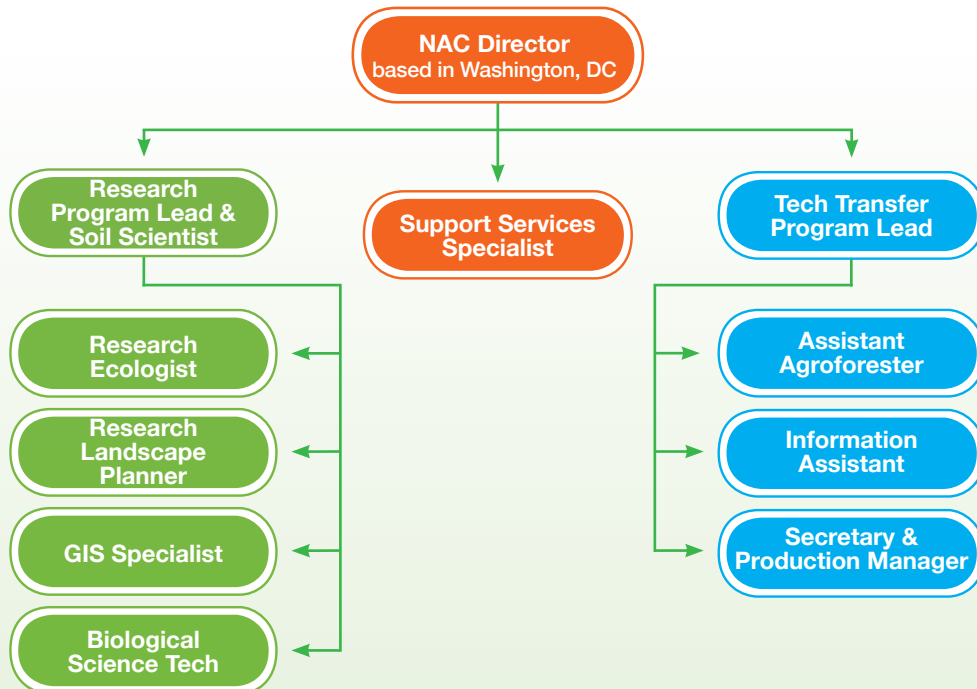 NAC Director
based in Washington, DC
Research
Program Lead &
Soil Scientist
Support Services
Specialist
Tech Transfer
Program Lead
Research
Ecologist
Research
Landscape
Planner
GIS Specialist
Biological
Science Tech
Assistant
Agroforester
Information
Assistant
Secretary &
Production Manager